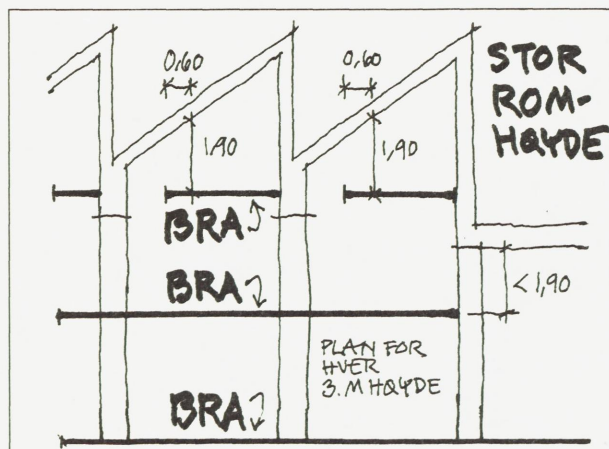 0,60
0,60
STOR
ROM-
HØYDE
1,90
1,90
BRA
BRA
<1,90
PLAN FOR
HVER
3. M HØYDE
BRA